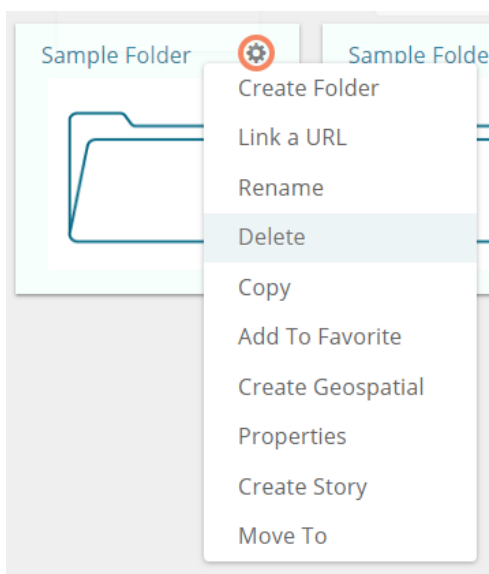 Sample Folder
Sample Folde
Create Folder
Link a URL
Rename
Delete
Copy
Add To Favorite
Create Geospatial
Properties
Create Story
Move To